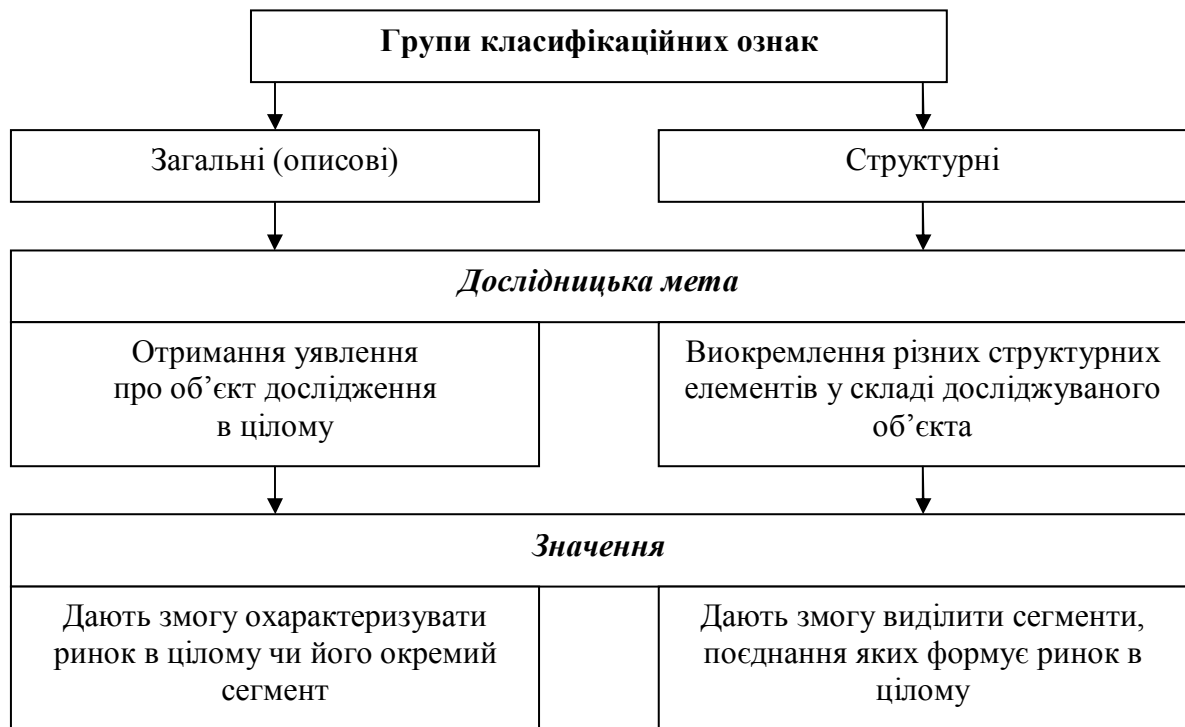 Групи класифікаційних ознак
Загальні (описові)
Структурні
Дослідницька мета
Отримання уявлення
про об’єкт дослідження
в цілому
Виокремлення різних структурних
елементів у складі досліджуваного
об’єкта
Значення
Дають змогу охарактеризувати
ринок в цілому чи його окремий
сегмент
Дають змогу виділити сегменти,
поєднання яких формує ринок в
цілому